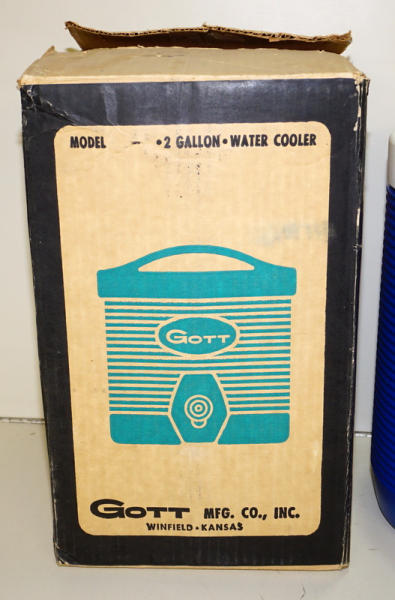 MODEL - • 2 GALLON • WATER COOLER
GOTT
GOTT MFG. CO., INC.
WINFIELD • KANSAS